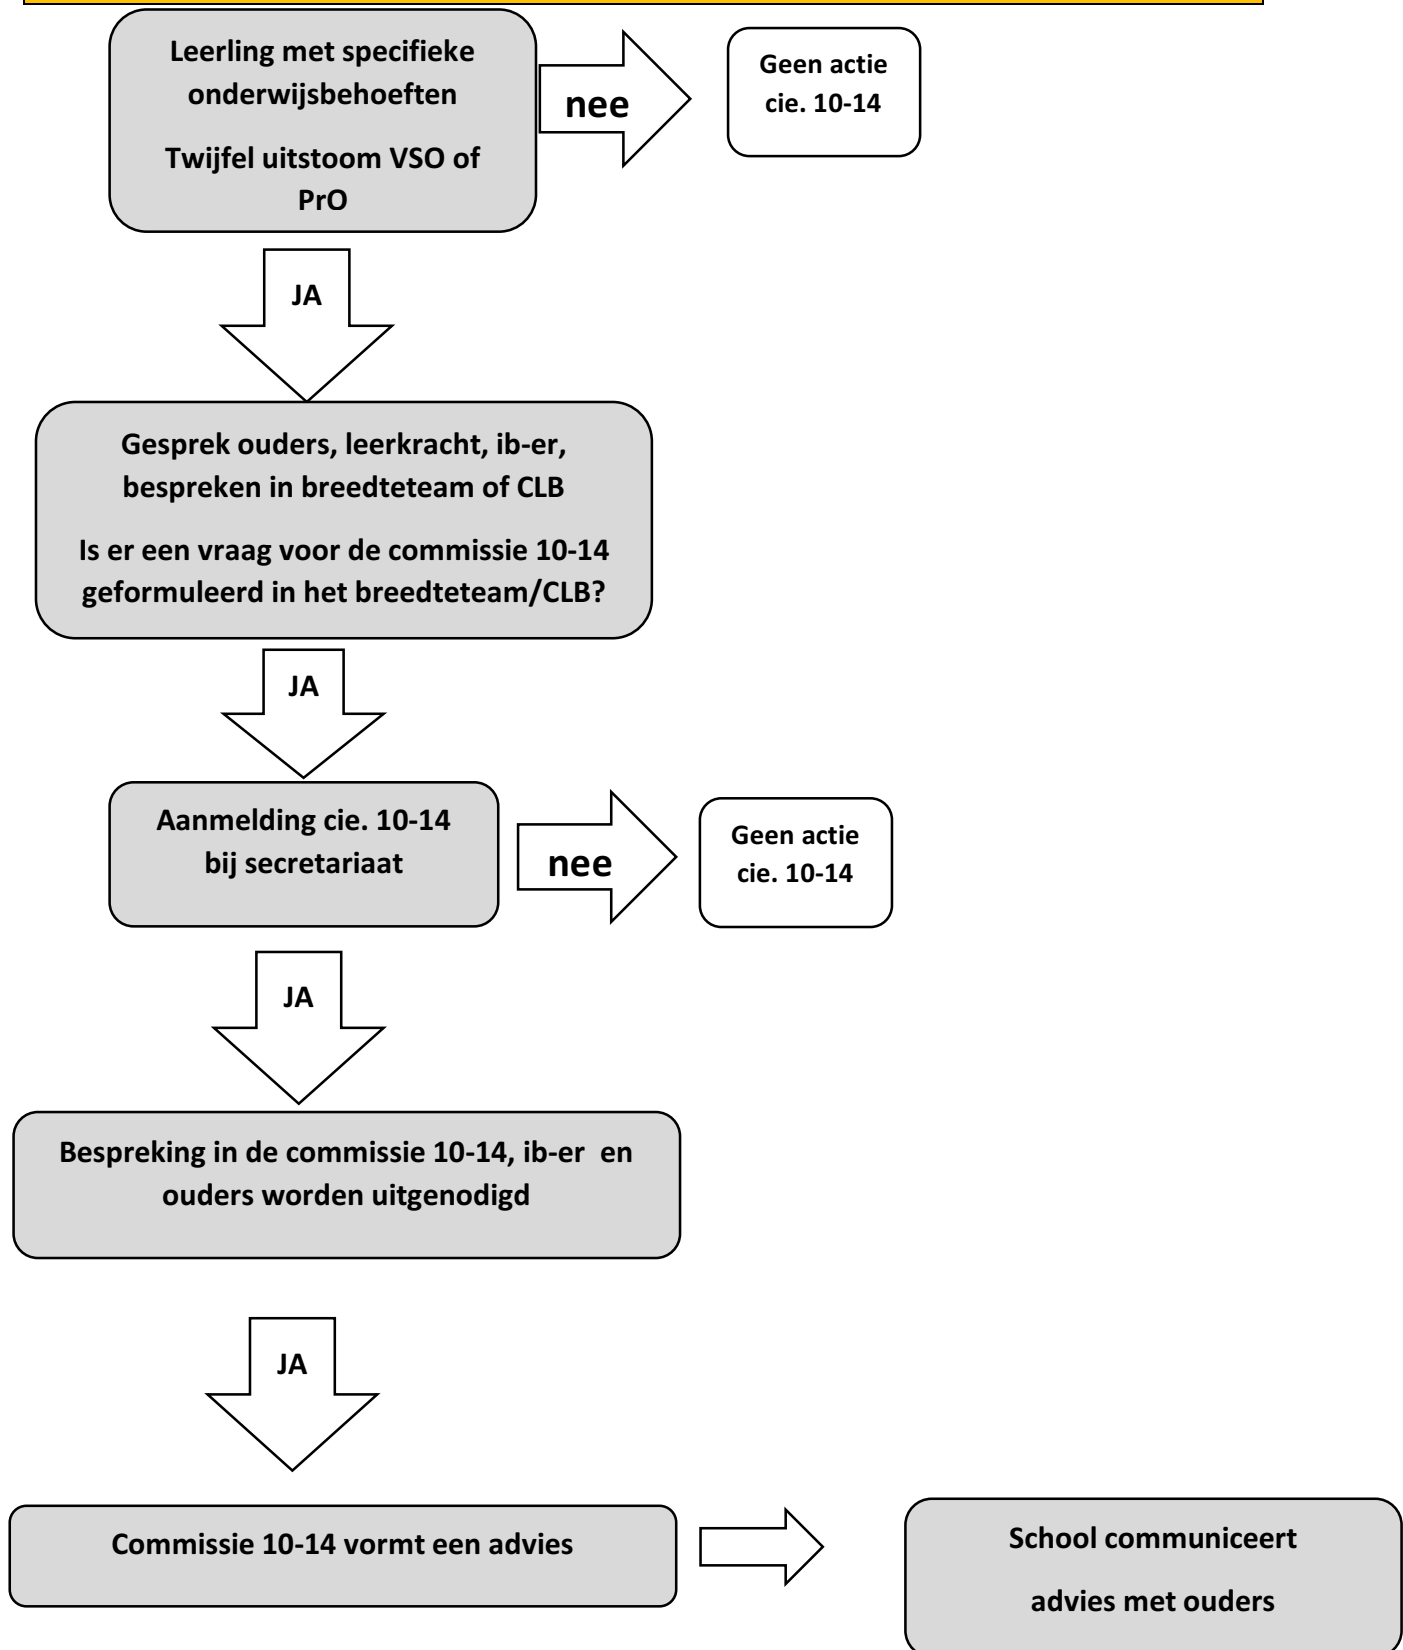 Leerling met specifieke
onderwijsbehoeften
Twijfel uitstoom VSO of
PrO
nee
Geen actie
cie. 10-14
JA
Gesprek ouders, leerkracht, ib-er,
bespreken in breedteteam of CLB
Is er een vraag voor de commissie 10-14
geformuleerd in het breedteteam/CLB?
JA
Aanmelding cie. 10-14
bij secretariaat
nee
Geen actie
cie. 10-14
JA
Bespreking in de commissie 10-14, ib-er en
ouders worden uitgenodigd
JA
Commissie 10-14 vormt een advies
School communiceert
advies met ouders